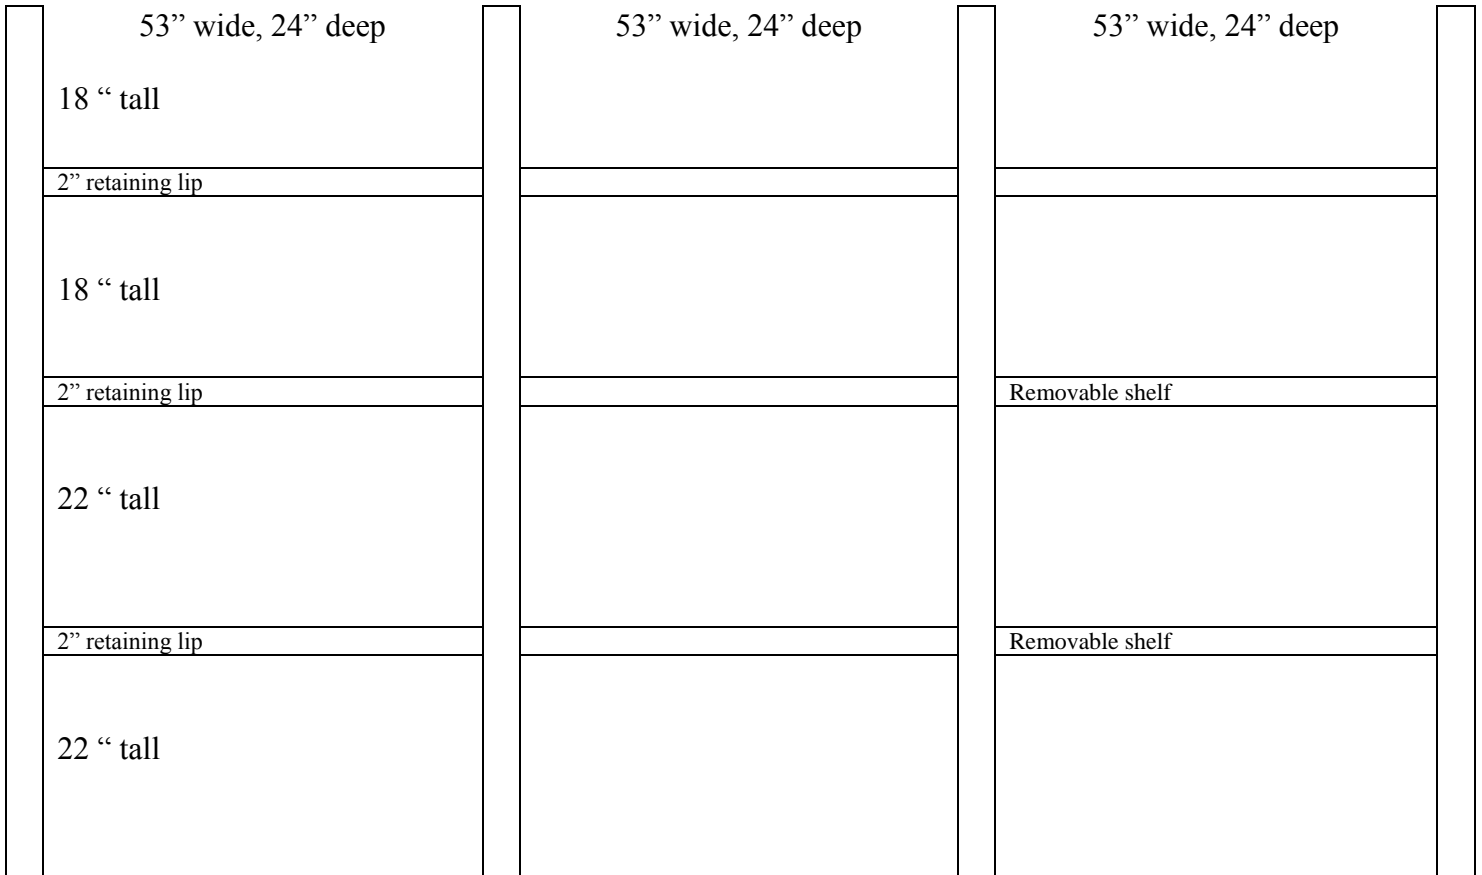 53” wide, 24” deep
53” wide, 24” deep
53” wide, 24” deep
18 “ tall
2” retaining lip
18 “ tall
2” retaining lip
Removable shelf
22 “ tall
2” retaining lip
Removable shelf
22 “ tall